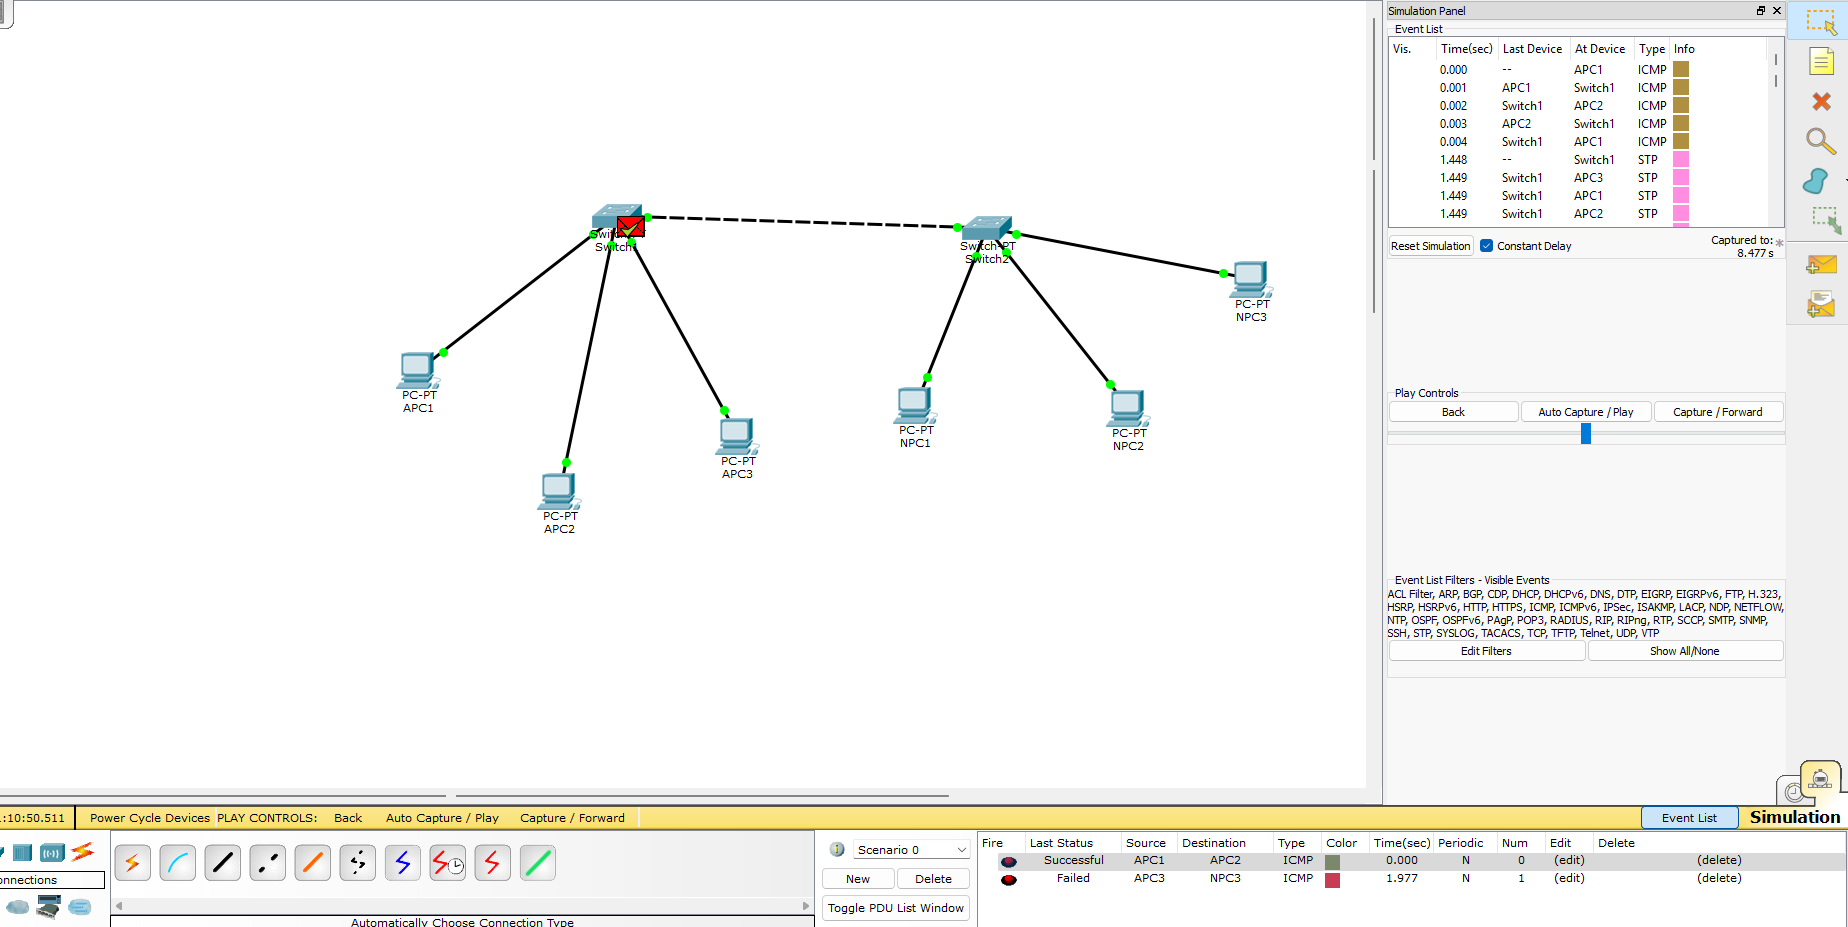 Simulation Panel
Event List
Vis. Time(sec) Last Device At Device Type Info
0.000 -- APC1 ICMP
0.001 APC1 Switch1 ICMP
0.002 Switch1 APC2 ICMP
0.003 APC2 Switch1 ICMP
0.004 Switch1 APC1 ICMP
1.448 -- Switch1 STP
1.449 Switch1 APC3 STP
1.449 Switch1 APC1 STP
1.449 Switch1 APC2 STP
Reset Simulation Constant Delay Captured to: *
8.477 s
Switch-PT
Switch2
PC-PT
NPC3
PC-PT
APC1
PC-PT
NPC1
PC-PT
NPC2
PC-PT
APC3
PC-PT
APC2
Play Controls
Back Auto Capture / Play Capture / Forward
Event List Filters - Visible Events
ACL Filter, ARP, BGP, CDP, DHCP, DHCPv6, DNS, DTP, EIGRP, EIGRPv6, FTP, H.323,
HSRP, HSRPv6, HTTP, HTTPS, ICMP, ICMPv6, IPSec, ISAKMP, LACP, NDP, NETFLOW,
NTP, OSPF, OSPFv6, PAgP, POP3, RADIUS, RIP, RIPng, RTP, SCCP, SMTP, SNMP,
SSH, STP, SYSLOG, TACACS, TCP, TFTP, Telnet, UDP, VTP
Edit Filters Show All/None
:10:50.511 Power Cycle Devices PLAY CONTROLS: Back Auto Capture / Play Capture / Forward Event List Simulation
onnections
Automatically Choose Connection Type
Scenario 0
New Delete
Toggle PDU List Window
Fire Last Status Source Destination Type Color Time(sec) Periodic Num Edit Delete
Successful APC1 APC2 ICMP 0.000 N 0 (edit) (delete)
Failed APC3 NPC3 ICMP 1.977 N 1 (edit) (delete)